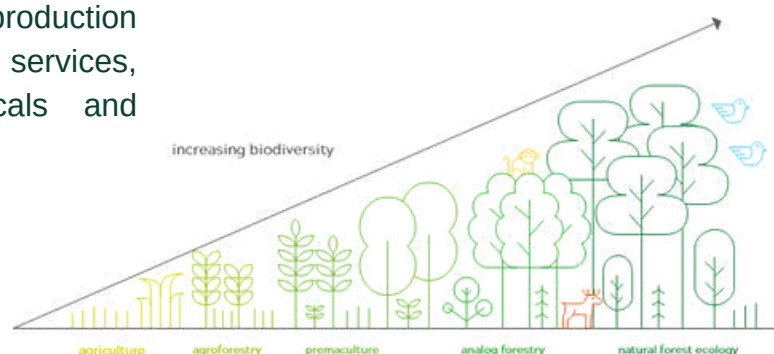 production
services,
cals and
increasing biodiversity
agriculture agroforestry premaculture analog forestry natural forest ecology